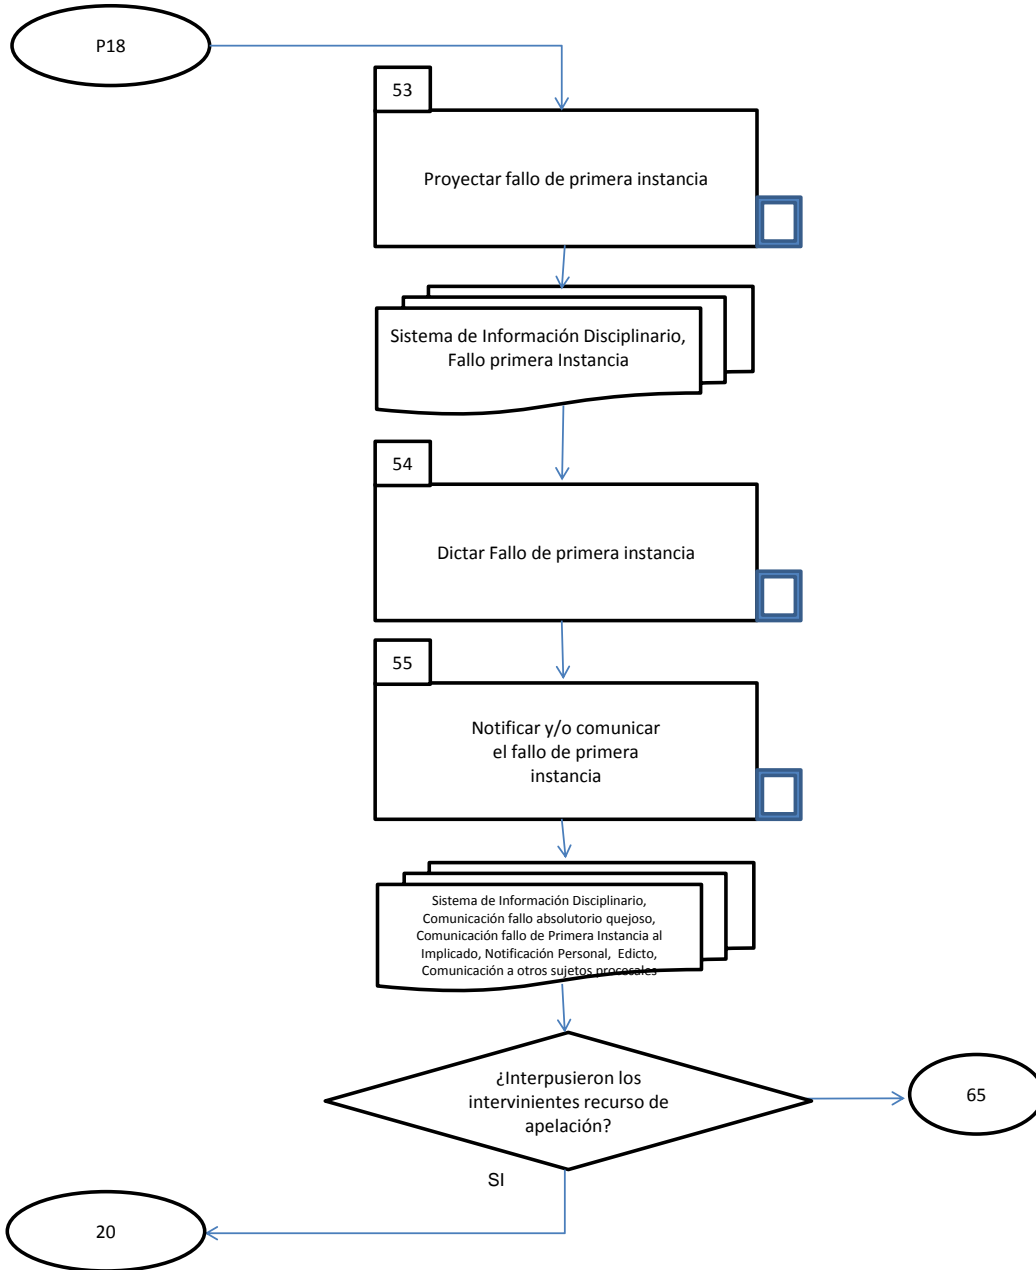 P18
53
Proyectar fallo de primera instancia
Sistema de Información Disciplinario,
Fallo primera Instancia
54
Dictar Fallo de primera instancia
55
Notificar y/o comunicar
el fallo de primera
instancia
Sistema de Información Disciplinario,
Comunicación fallo absolutorio quejoso,
Comunicación fallo de Primera Instancia al
Implicado, Notificación Personal, Edicto,
Comunicación a otros sujetos procesales
¿Interpusieron los
intervinientes recurso de
apelación?
65
SI
20